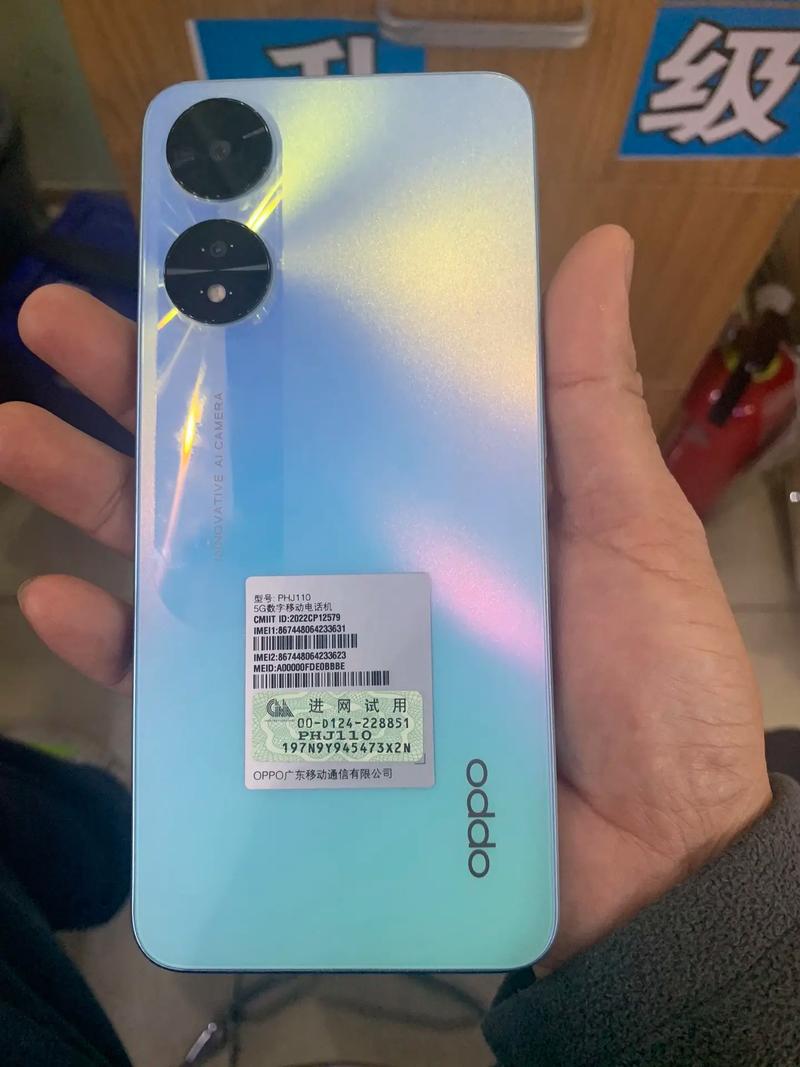 升级
INNOVATIVE AI CAMERA
型号: PHJ110
5G数字移动电话机
CMIIT ID:2022CP12579
IMEI1:867448064233631
IMEI2:867448064233623
MEID:A00000FDE0BBBE
CMA 进网试用
00-D124-228851
PHJ110
197N9Y945473X2N
OPPO广东移动通信有限公司
oppo